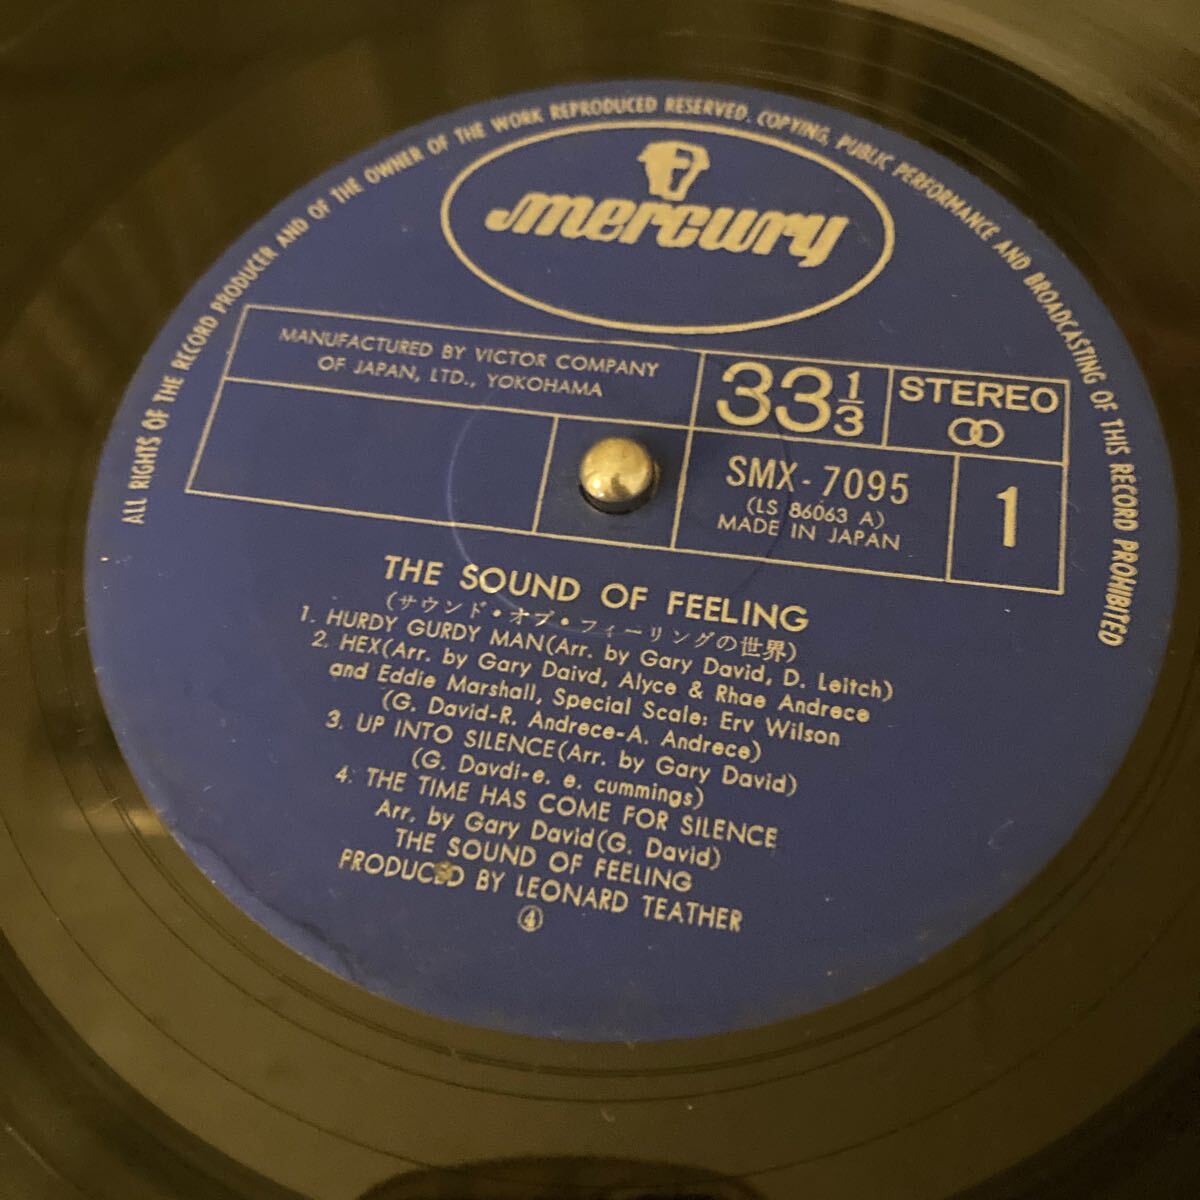 ALL RIGHTS OF THE RECORD PRODUCER AND OF THE OWNER OF THE WORK REPRODUCED RESERVED. COPYING, PUBLIC PERFORMANCE AND BROADCASTING OF THIS RECORD PROHIBITED
mercury
MANUFACTURED BY VICTOR COMPANY
OF JAPAN, LTD., YOKOHAMA
33 1/3
STEREO
SMX-7095
(LS 86063 A)
MADE IN JAPAN
1
THE SOUND OF FEELING
(サウンド・オブ・フィーリングの世界)
1. HURDY GURDY MAN(Arr. by Gary David, D. Leitch)
2. HEX(Arr. by Gary Daivd, Alyce & Rhae Andrece
and Eddie Marshall, Special Scale: Erv Wilson
(G. David-R. Andrece-A. Andrece)
3. UP INTO SILENCE(Arr. by Gary David)
(G. Davdi-e. e. cummings)
4. THE TIME HAS COME FOR SILENCE
Arr. by Gary David(G. David)
THE SOUND OF FEELING
PRODUCED BY LEONARD TEATHER
④